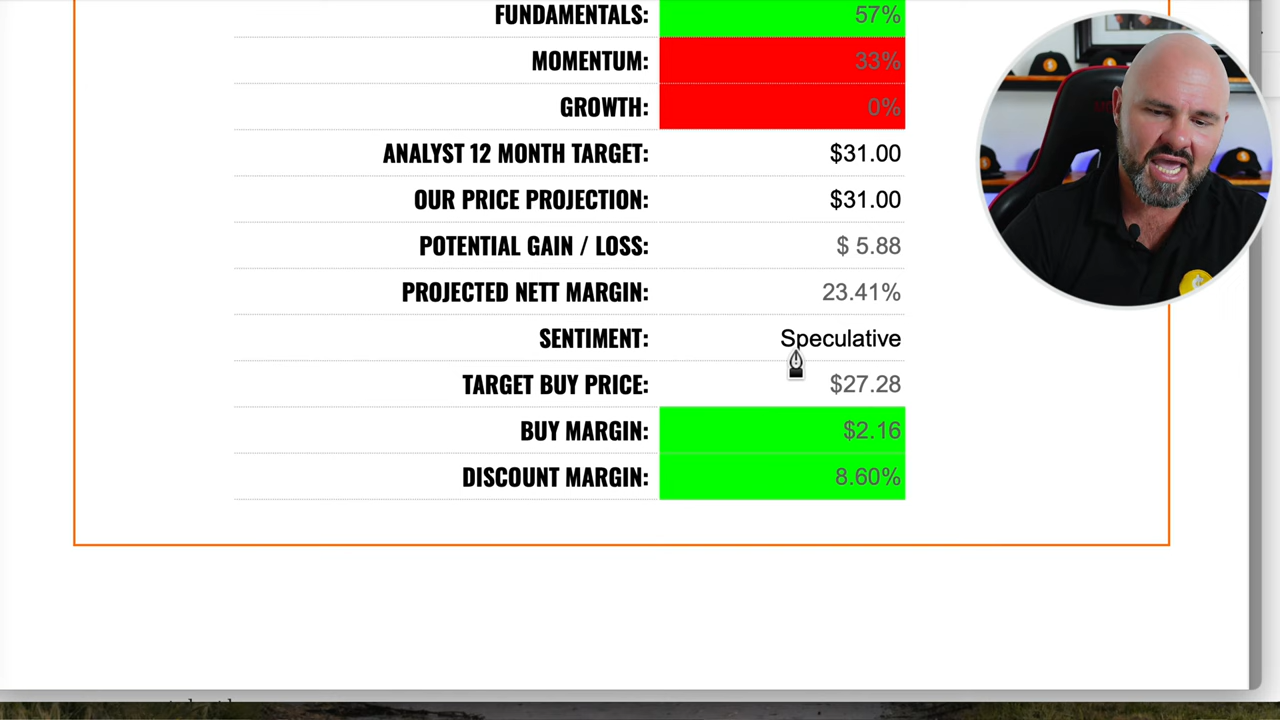 FUNDAMENTALS: 57%
MOMENTUM: 33%
GROWTH: 0%
ANALYST 12 MONTH TARGET: $31.00
OUR PRICE PROJECTION: $31.00
POTENTIAL GAIN / LOSS: $ 5.88
PROJECTED NETT MARGIN: 23.41%
SENTIMENT: Speculative
TARGET BUY PRICE: $27.28
BUY MARGIN: $2.16
DISCOUNT MARGIN: 8.60%